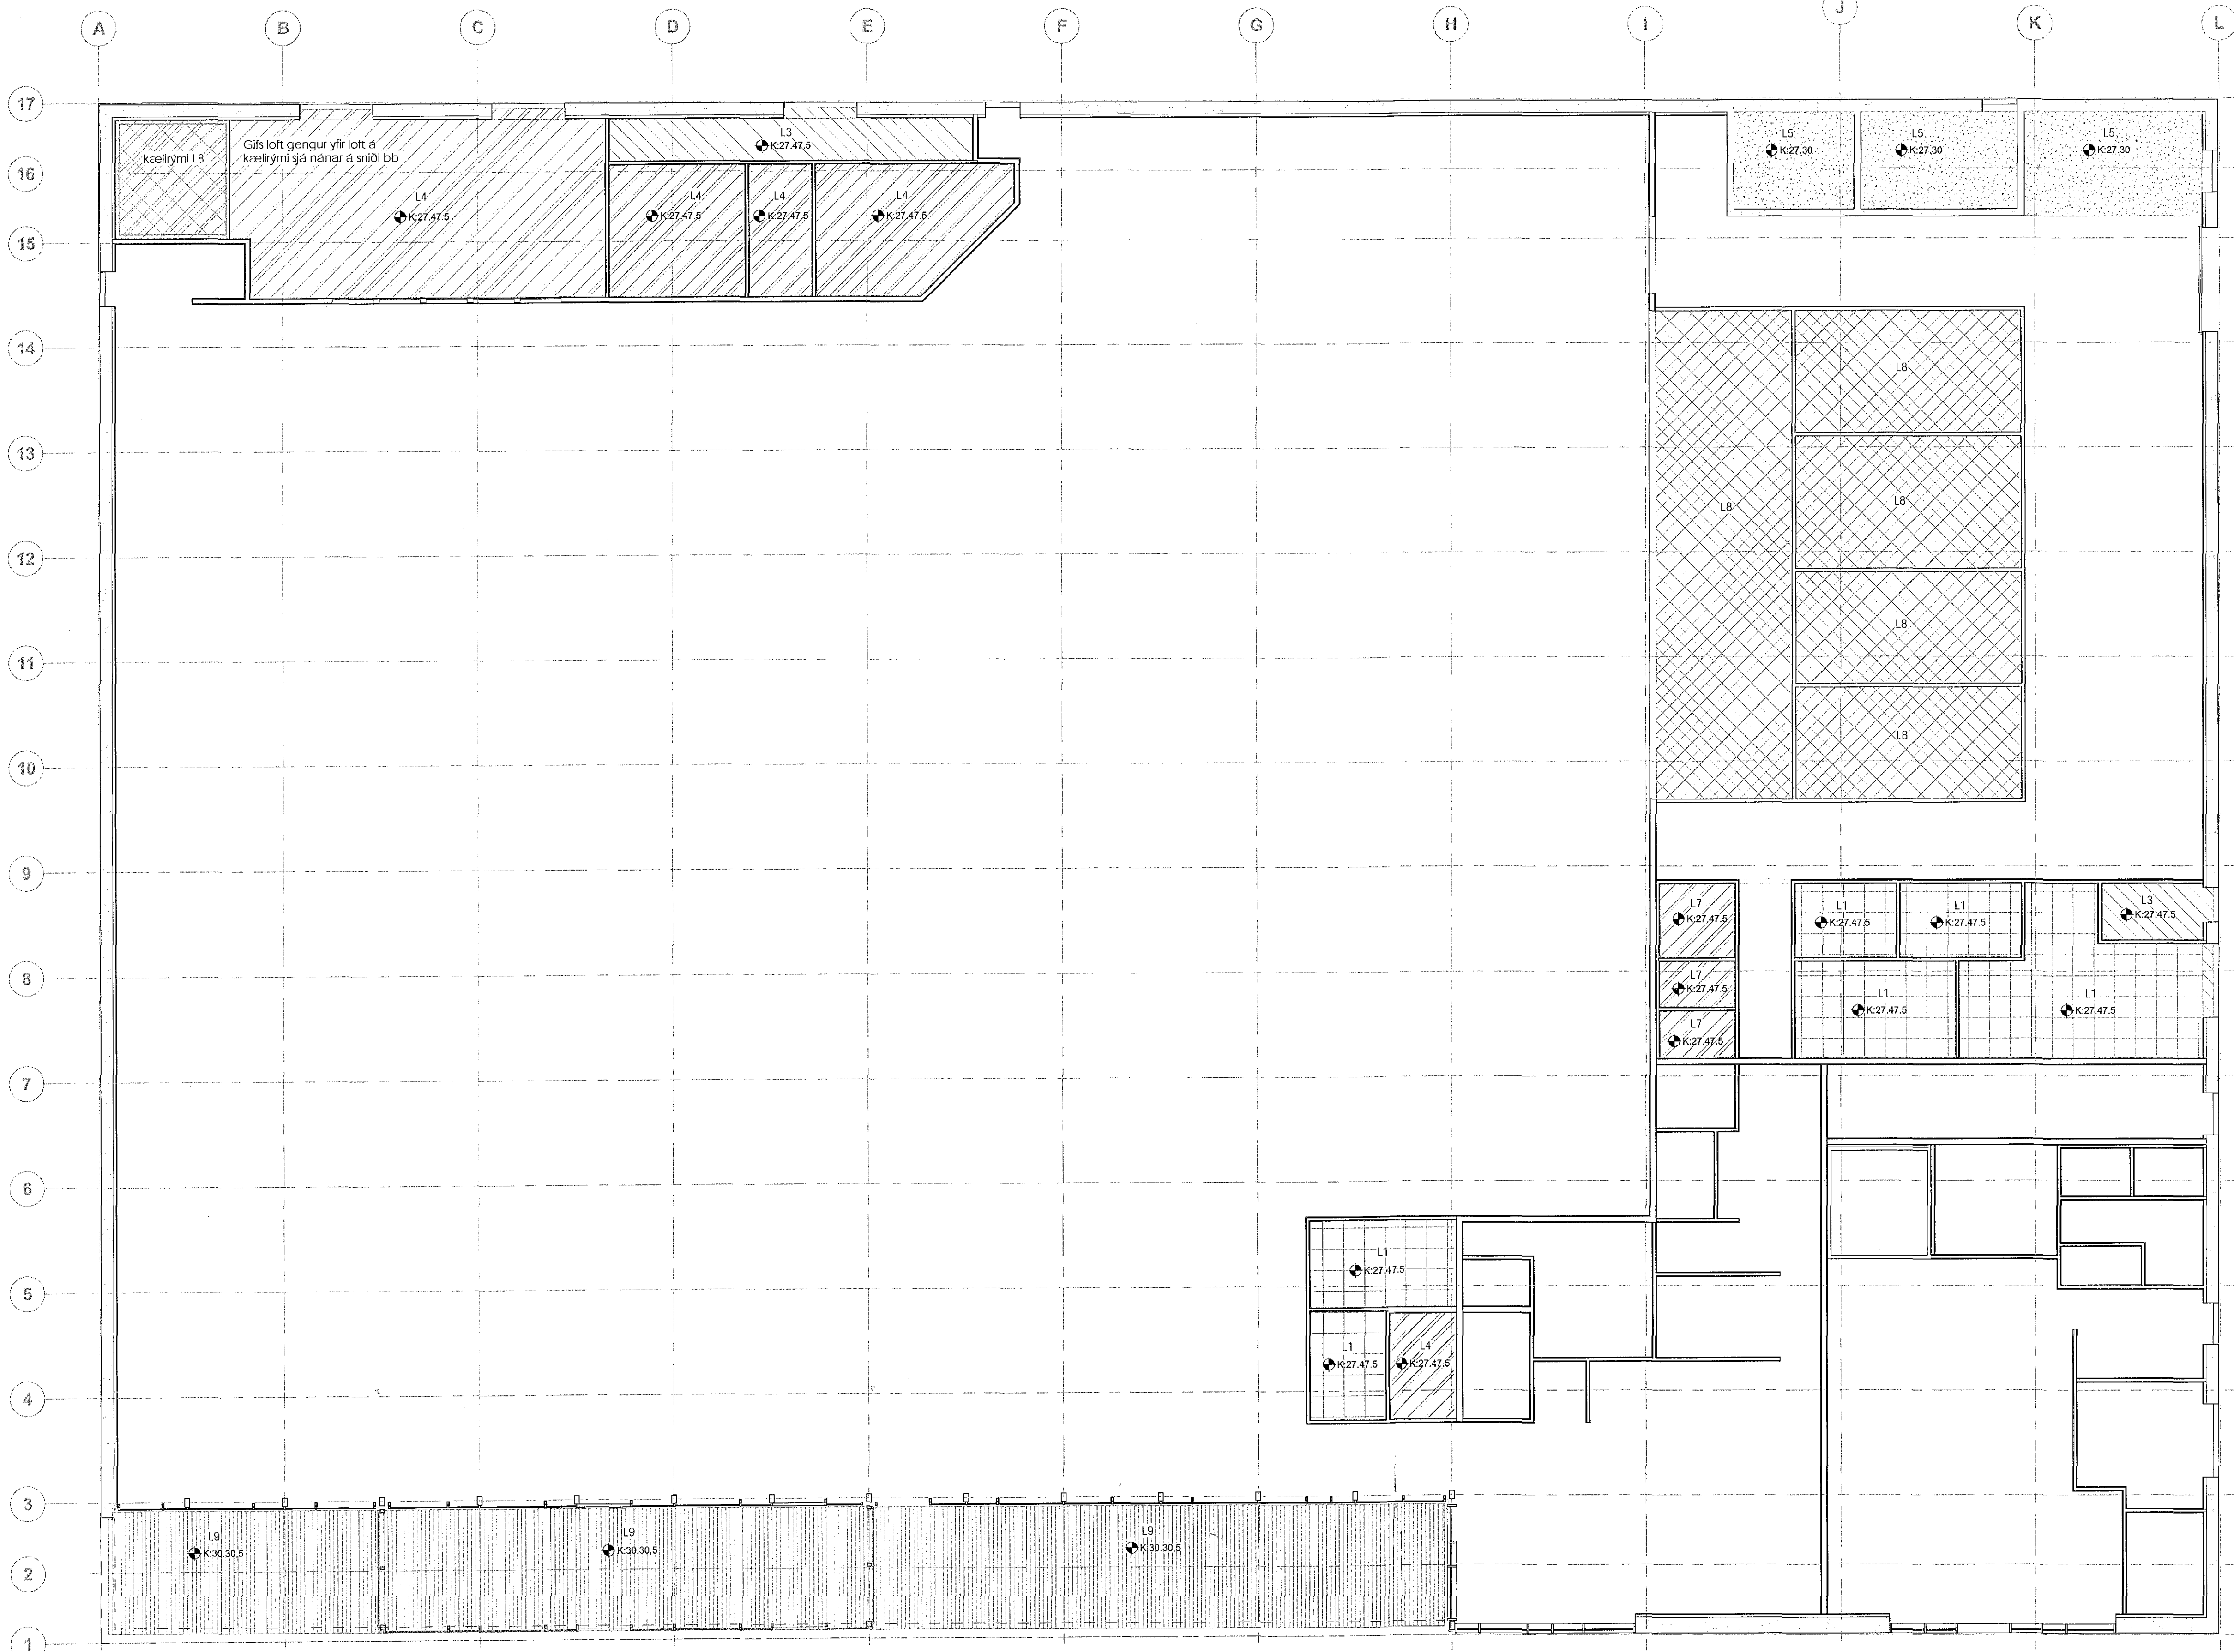 A
B
C
D
E
F
G
H
I
J
K
L
17
16
15
14
13
12
11
10
9
8
7
6
5
4
3
2
1
kælirými L8
Gifs loft gengur yfir loft á
kælirými sjá nánar á sniði bb
L4
K:27.47.5
L3
K:27.47.5
L4
K:27.47.5
L4
K:27.47.5
L4
K:27.47.5
L5
K:27.30
L5
K:27.30
L5
K:27.30
L8
L8
L8
L8
L8
L7
K:27.47.5
L7
K:27.47.5
L7
K:27.47.5
L1
K:27.47.5
L1
K:27.47.5
L3
K:27.47.5
L1
K:27.47.5
L1
K:27.47.5
L1
K:27.47.5
L1
K:27.47.5
L4
K:27.47.5
L9
K:30.30,5
L9
K:30.30,5
L9
K:30.30,5